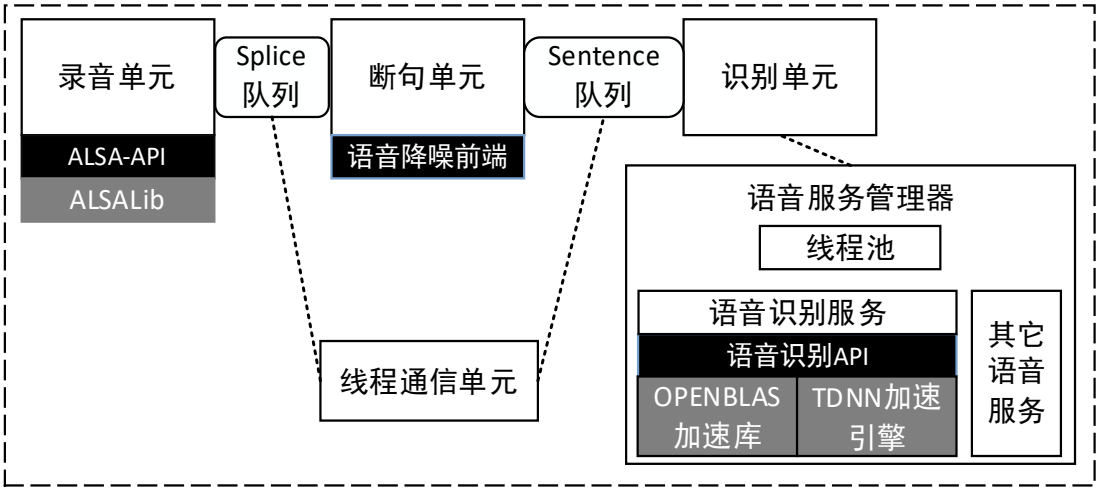 录音单元
Splice
队列
断句单元
Sentence
队列
识别单元
ALSA-API
ALSALib
语音降噪前端
线程通信单元
语音服务管理器
线程池
语音识别服务
语音识别API
OPENBLAS
加速库
TDNN加速
引擎
其它
语音
服务